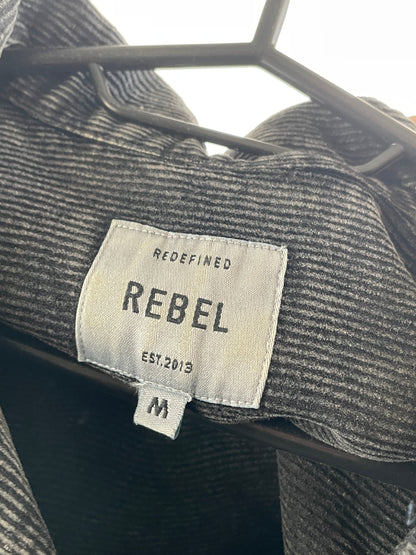 REDEFINED
REBEL
EST.2013
M